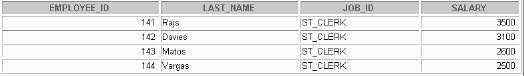 EMPLOYEE_ID LAST_NAME JOB_ID SALARY
141 Rajs ST_CLERK 3500
142 Davies ST_CLERK 3100
143 Matos ST_CLERK 2600
144 Vargas ST_CLERK 2500